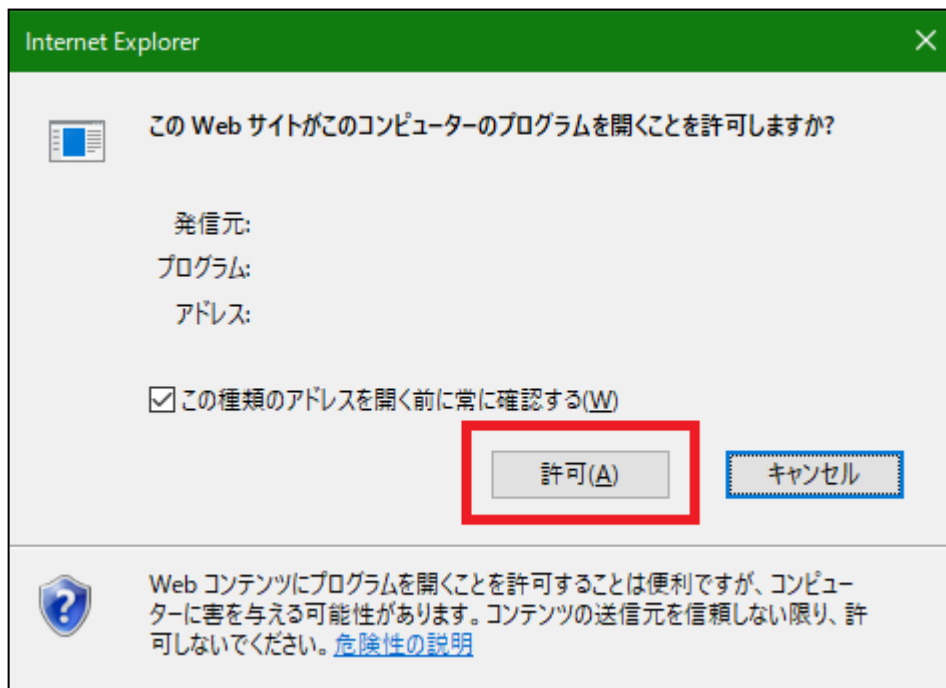 Internet Explorer
この Web サイトがこのコンピューターのプログラムを開くことを許可しますか?
発信元:
プログラム:
アドレス:
この種類のアドレスを開く前に常に確認する(W)
許可(A)
キャンセル
Web コンテンツにプログラムを開くことを許可することは便利ですが、コンピュー
ターに害を与える可能性があります。コンテンツの送信元を信頼しない限り、許
可しないでください。危険性の説明